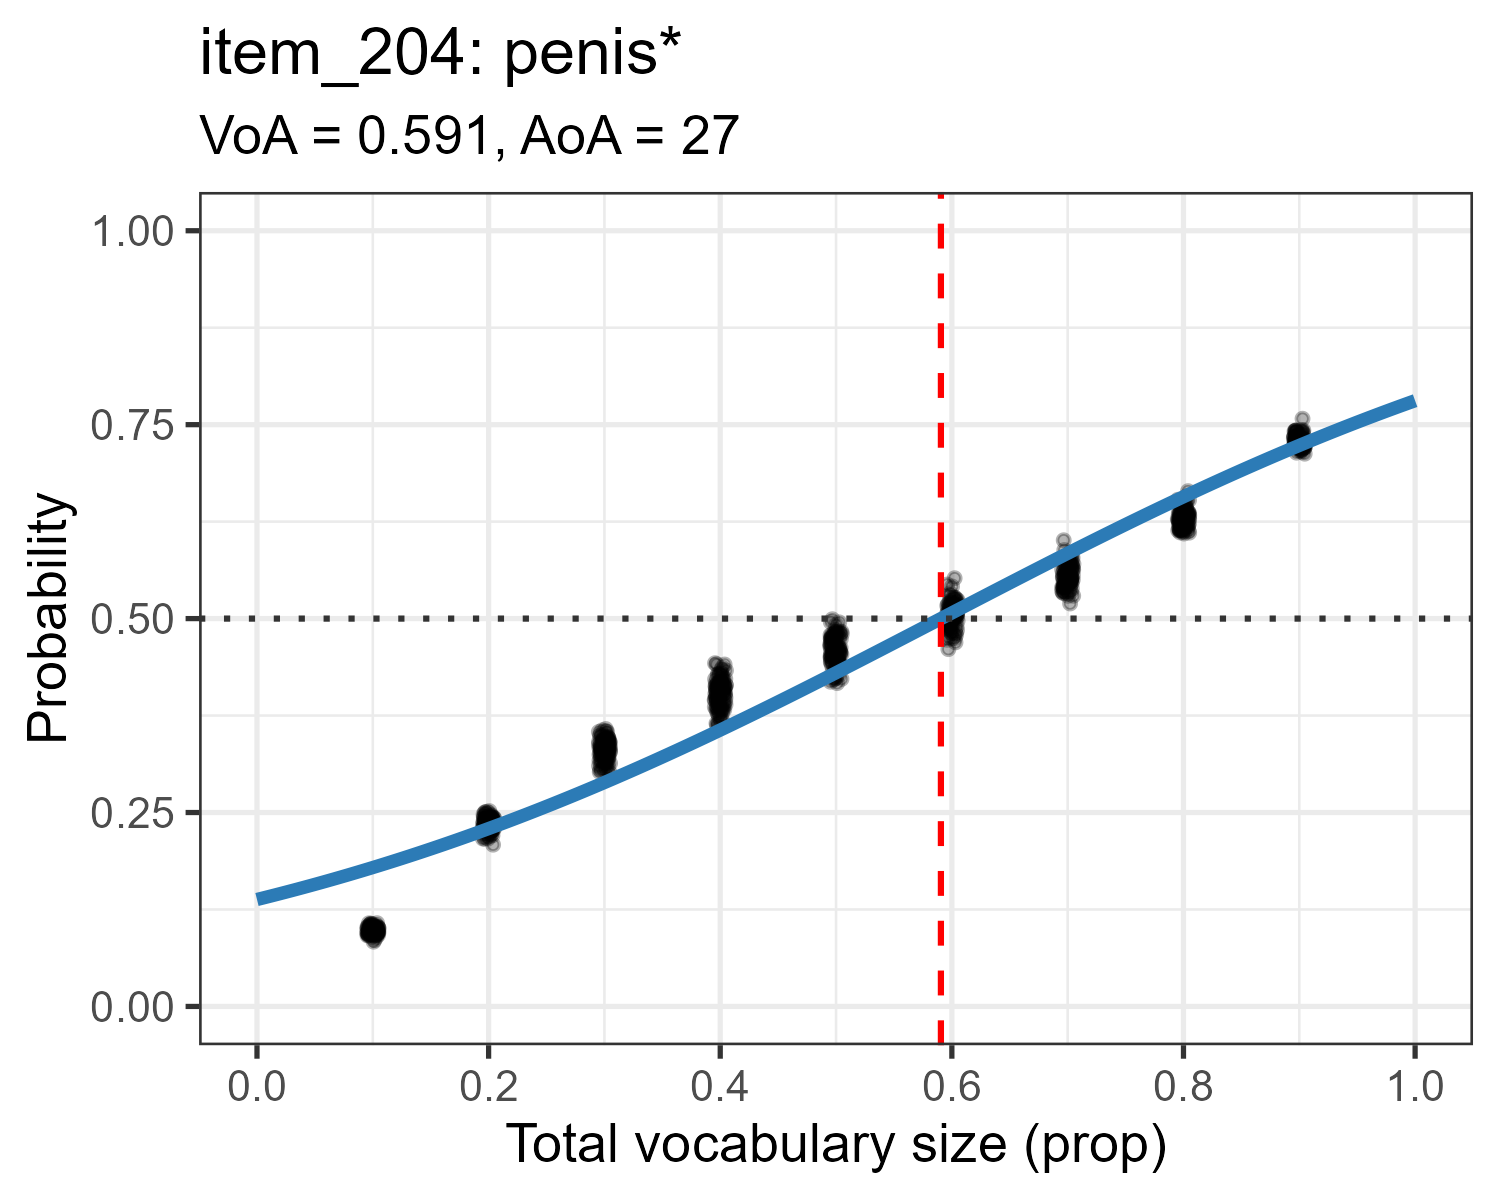 item_204: penis*
VoA = 0.591, AoA = 27
1.00
0.75
0.50
0.25
0.00
Probability
0.0 0.2 0.4 0.6 0.8 1.0
Total vocabulary size (prop)